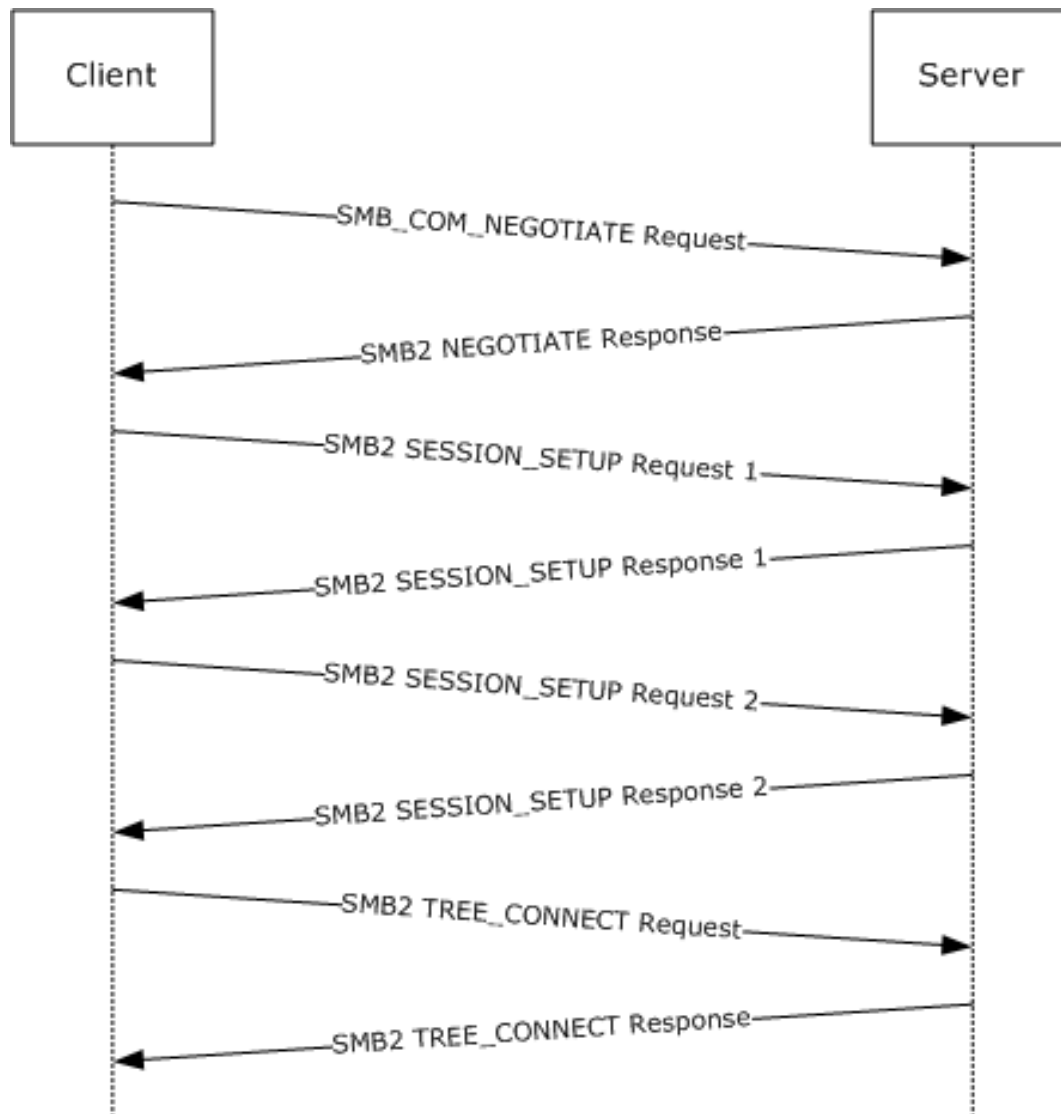 Client
Server
SMB_COM_NEGOTIATE Request
SMB2 NEGOTIATE Response
SMB2 SESSION_SETUP Request 1
SMB2 SESSION_SETUP Response 1
SMB2 SESSION_SETUP Request 2
SMB2 SESSION_SETUP Response 2
SMB2 TREE_CONNECT Request
SMB2 TREE_CONNECT Response